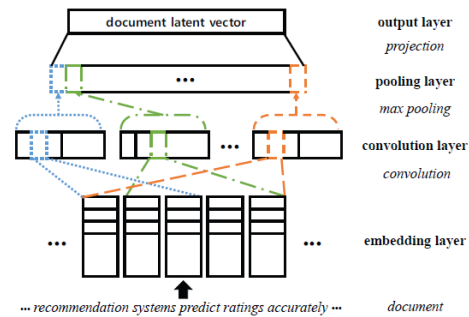 document latent vector
output layer
projection
...
pooling layer
max pooling
...
convolution layer
convolution
...
...
embedding layer
... recommendation systems predict ratings accurately ...
document